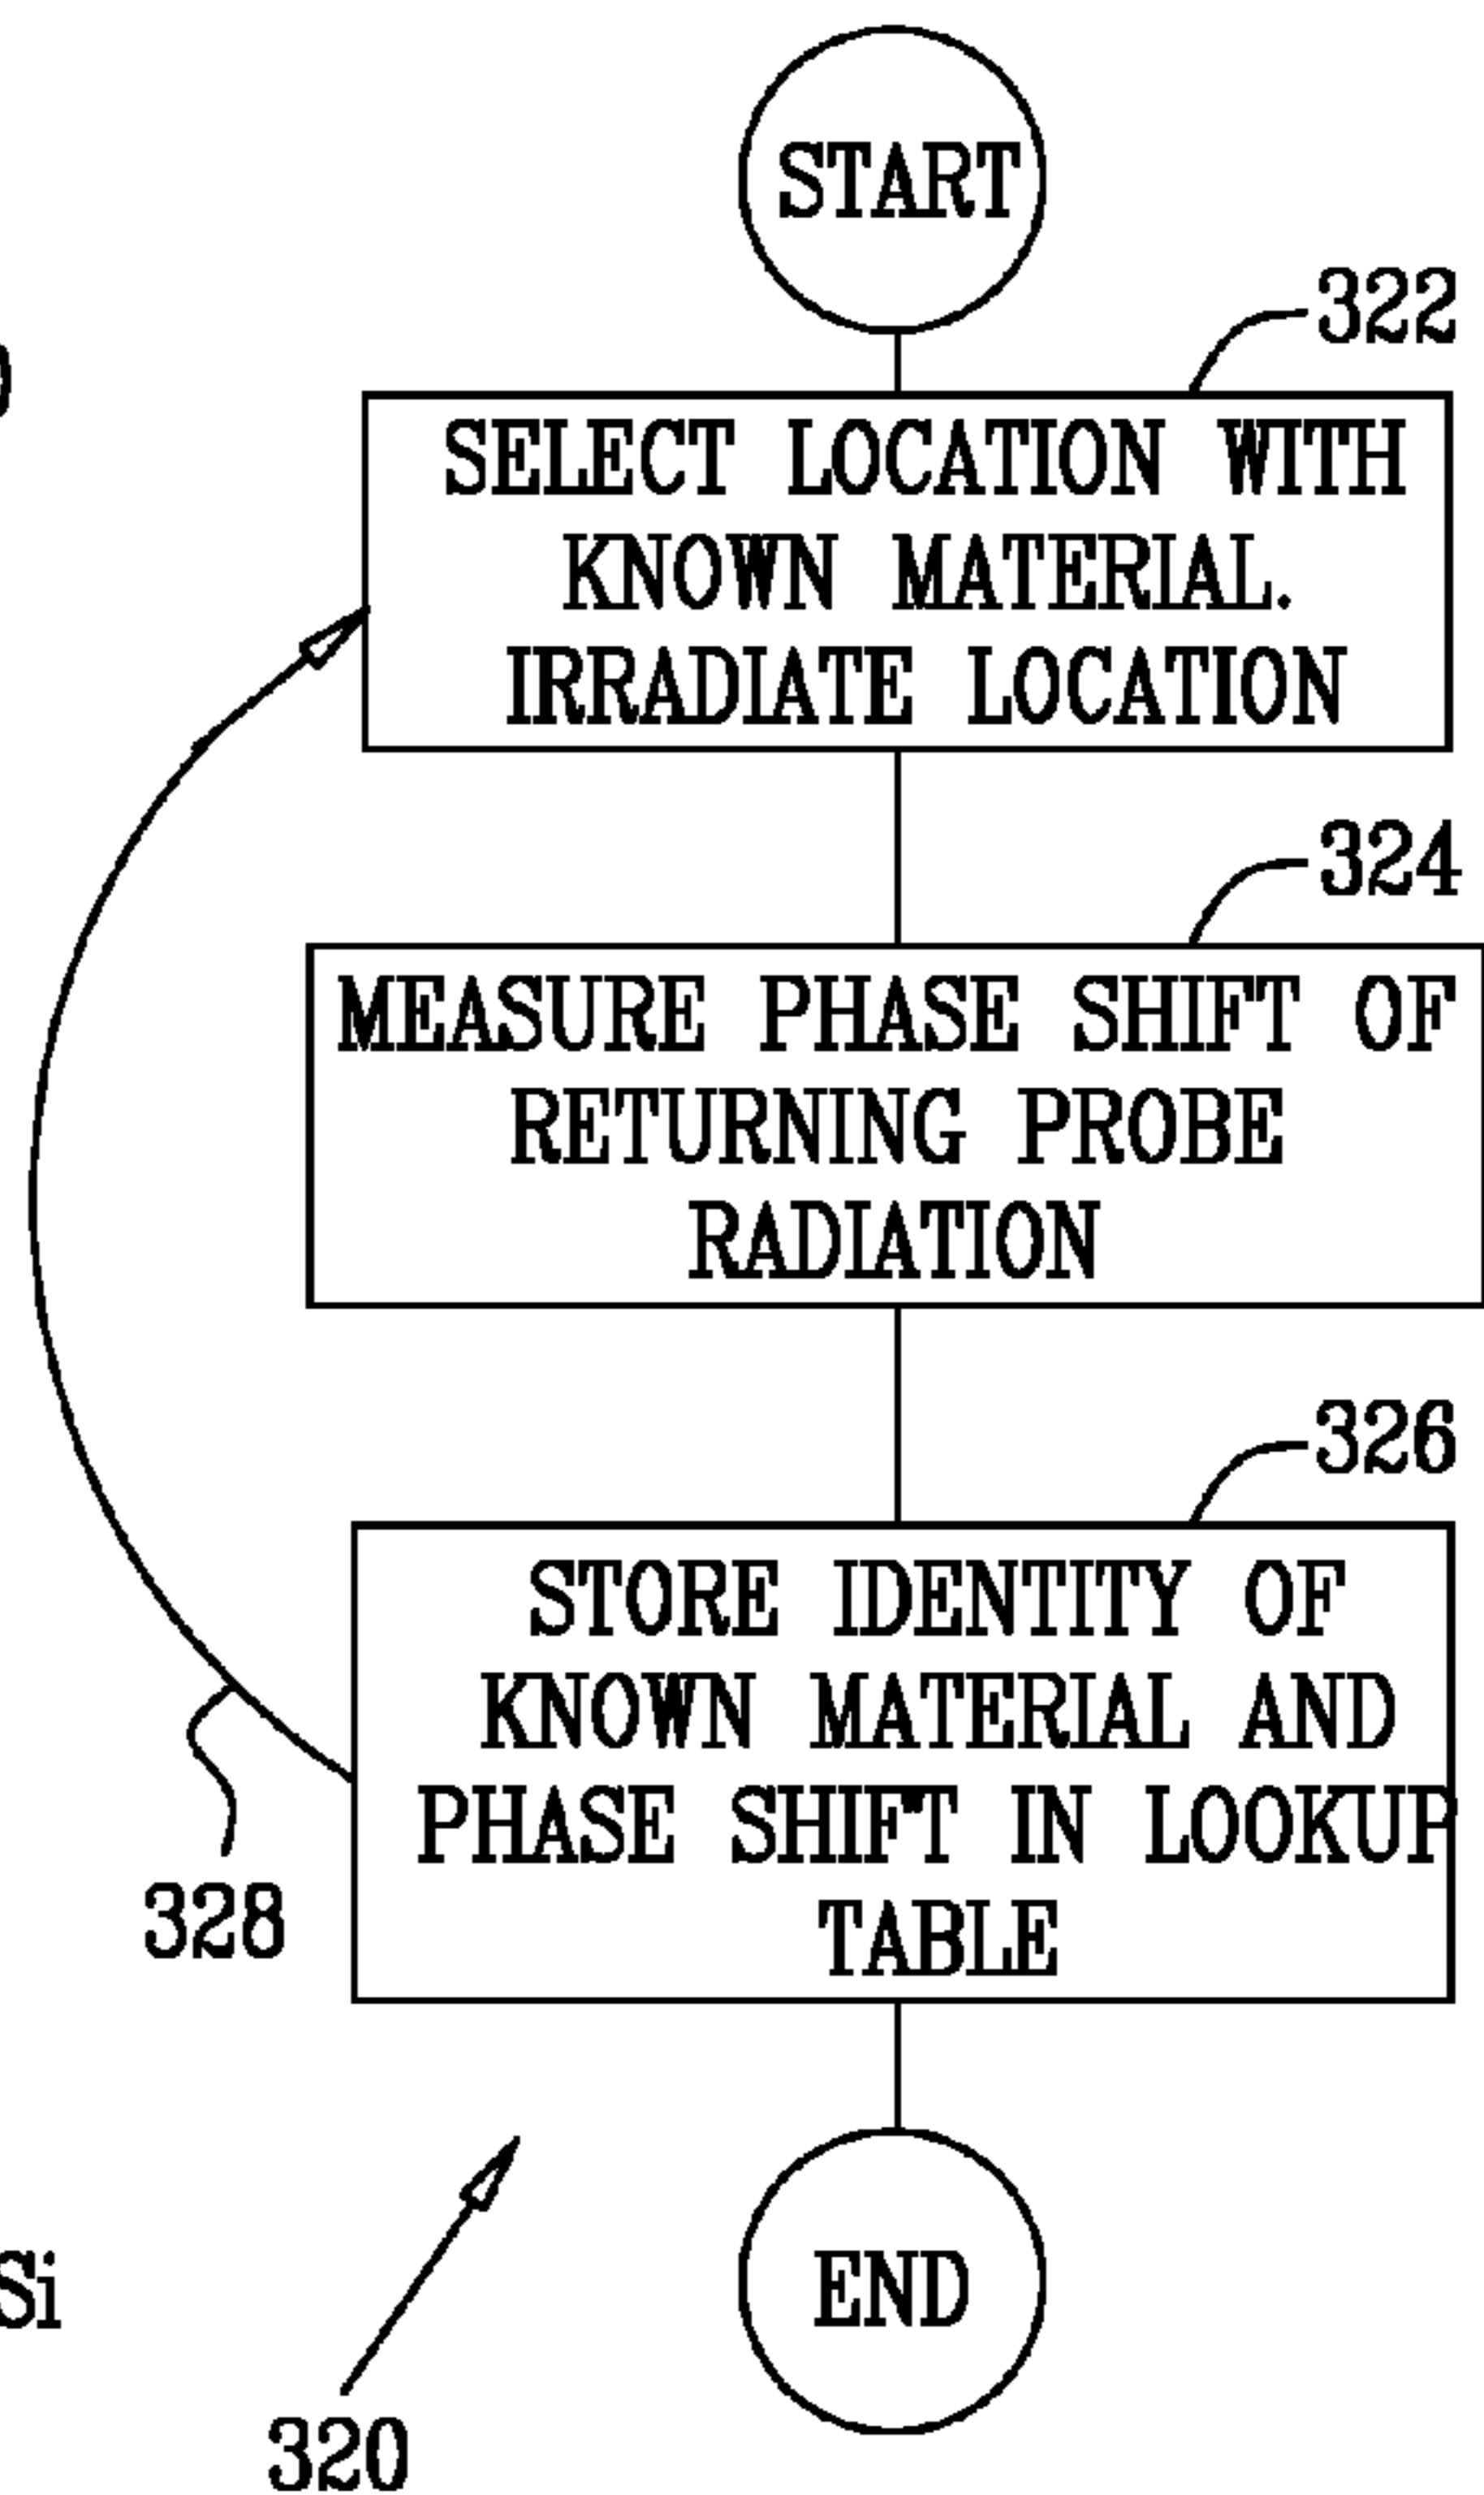 START
322
SELECT LOCATION WITH
KNOWN MATERIAL.
IRRADIATE LOCATION
324
MEASURE PHASE SHIFT OF
RETURNING PROBE
RADIATION
326
STORE IDENTITY OF
KNOWN MATERIAL AND
PHASE SHIFT IN LOOKUP
TABLE
328
END
Si
320